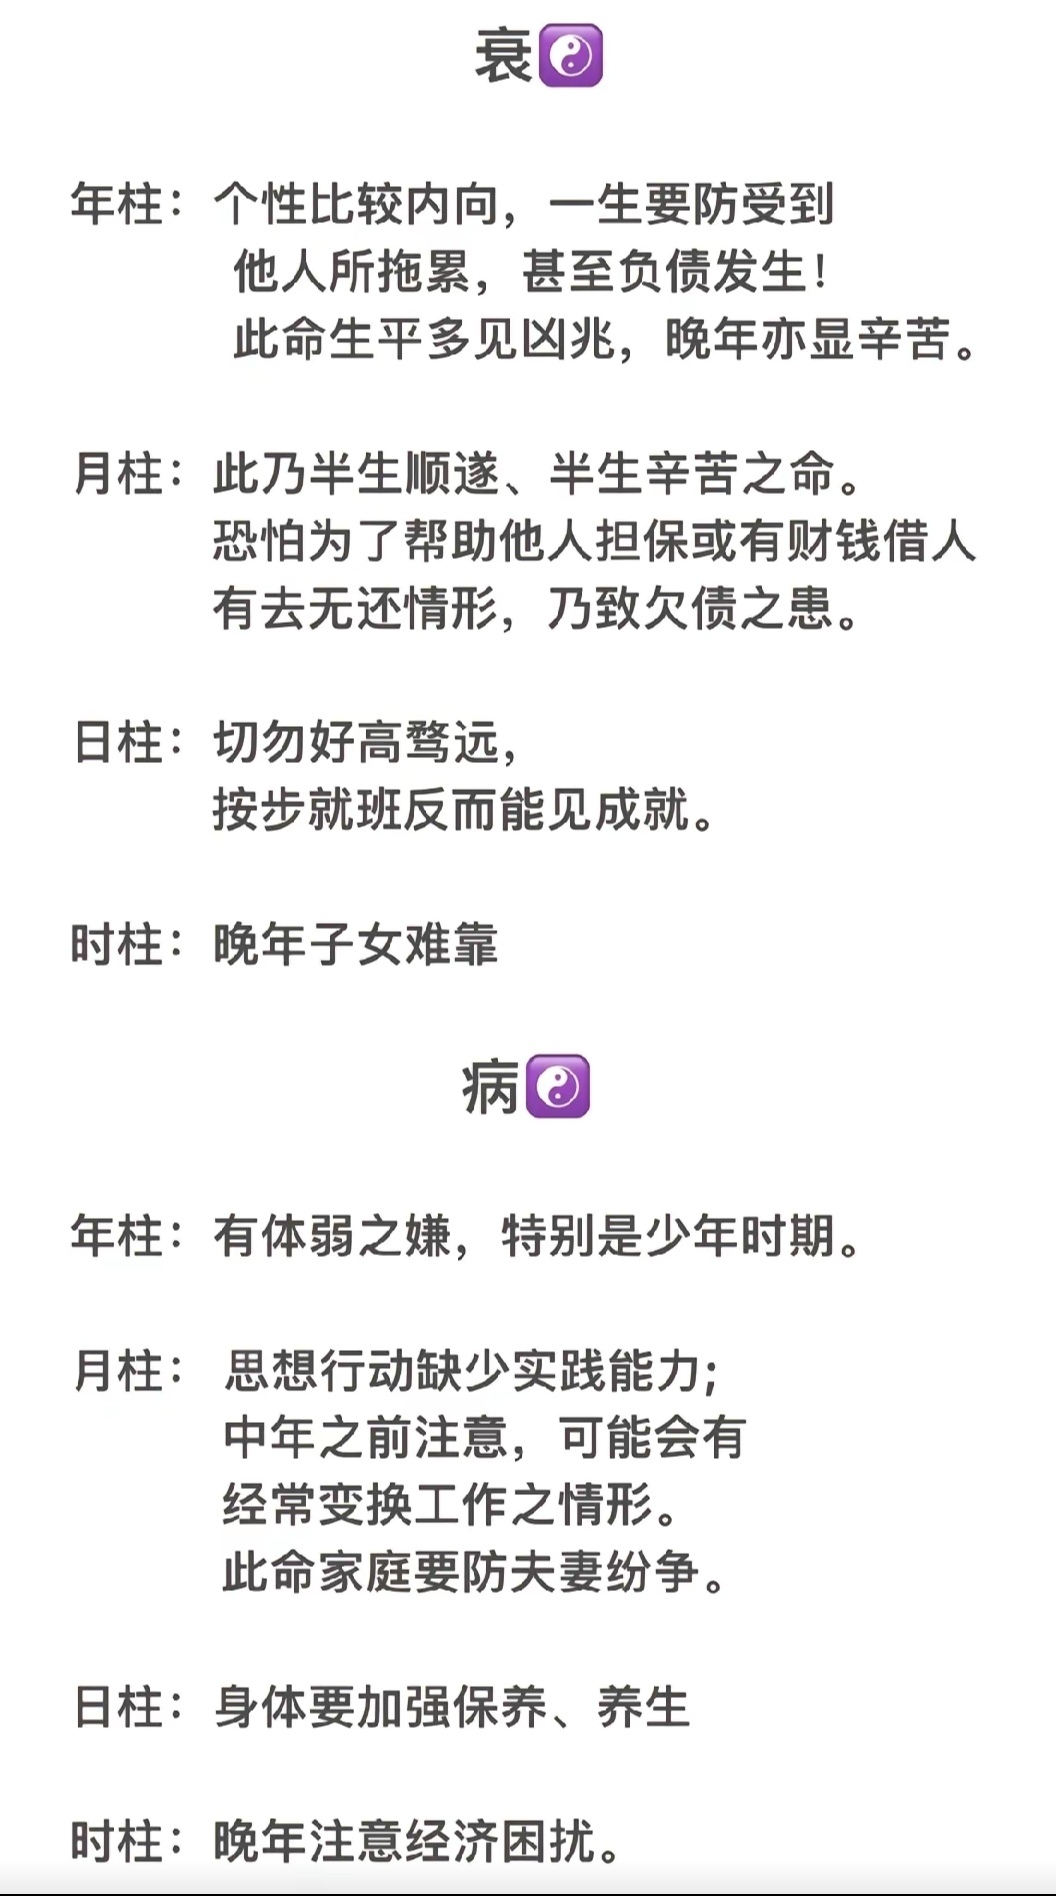 衰☯️
年柱：个性比较内向，一生要防受到
他人所拖累，甚至负债发生！
此命生平多见凶兆，晚年亦显辛苦。
月柱：此乃半生顺遂、半生辛苦之命。
恐怕为了帮助他人担保或有财钱借人
有去无还情形，乃致欠债之患。
日柱：切勿好高骛远，
按步就班反而能见成就。
时柱：晚年子女难靠
病☯️
年柱：有体弱之嫌，特别是少年时期。
月柱：思想行动缺少实践能力；
中年之前注意，可能会有
经常变换工作之情形。
此命家庭要防夫妻纷争。
日柱：身体要加强保养、养生
时柱：晚年注意经济困扰。